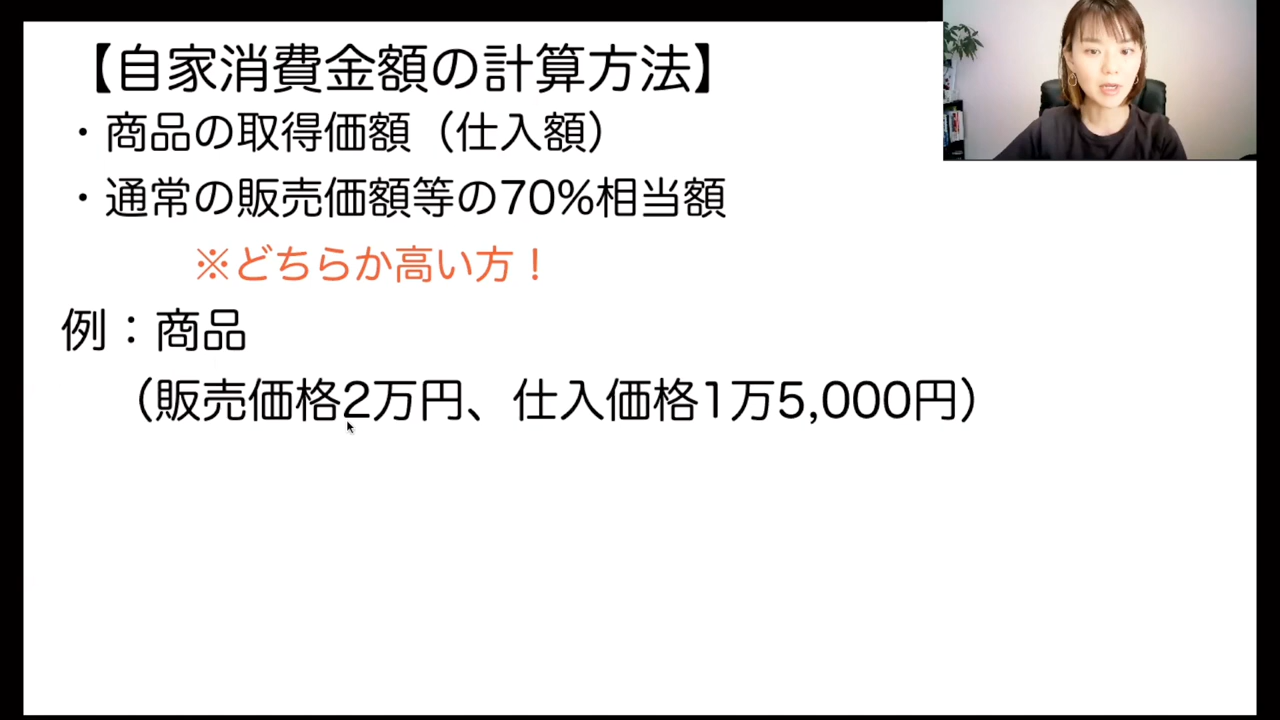 【自家消費金額の計算方法】
・商品の取得価額（仕入額）
・通常の販売価額等の70%相当額
※どちらか高い方！
例：商品
（販売価格2万円、仕入価格1万5,000円）